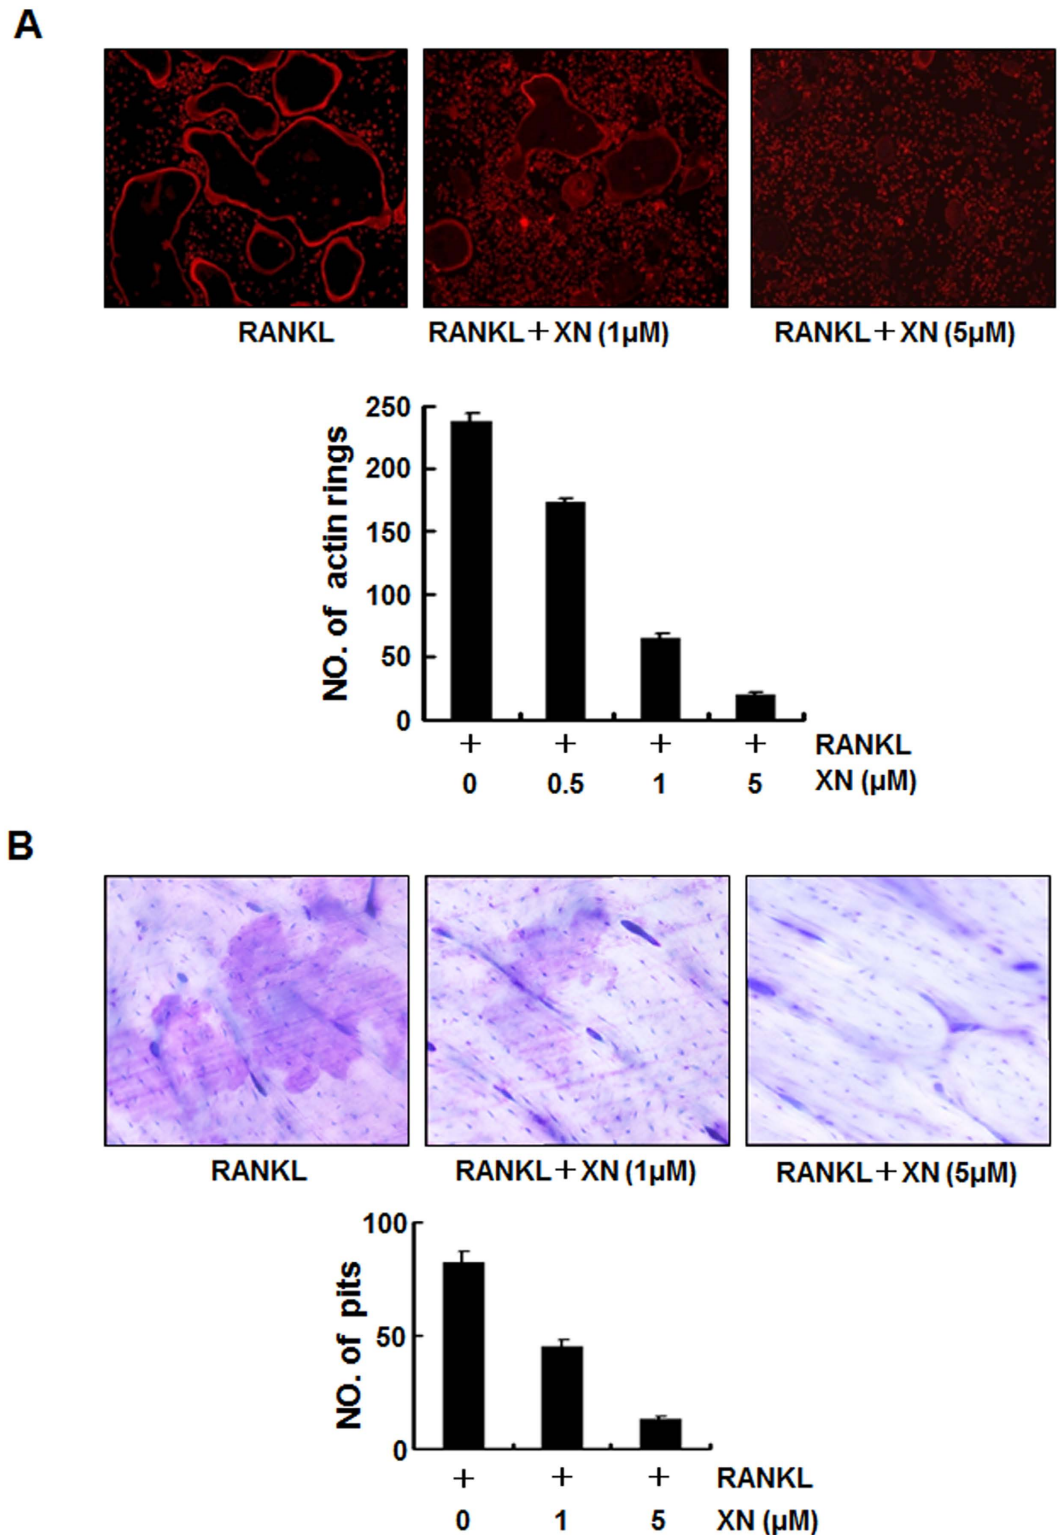 A
RANKL
RANKL+XN (1μM)
RANKL+XN (5μM)
250
200
150
100
50
0
NO. of actin rings
+ + + + RANKL
0 0.5 1 5 XN (μM)
B
RANKL
RANKL+XN (1μM)
RANKL+XN (5μM)
100
50
0
NO. of pits
+ + + RANKL
0 1 5 XN (μM)